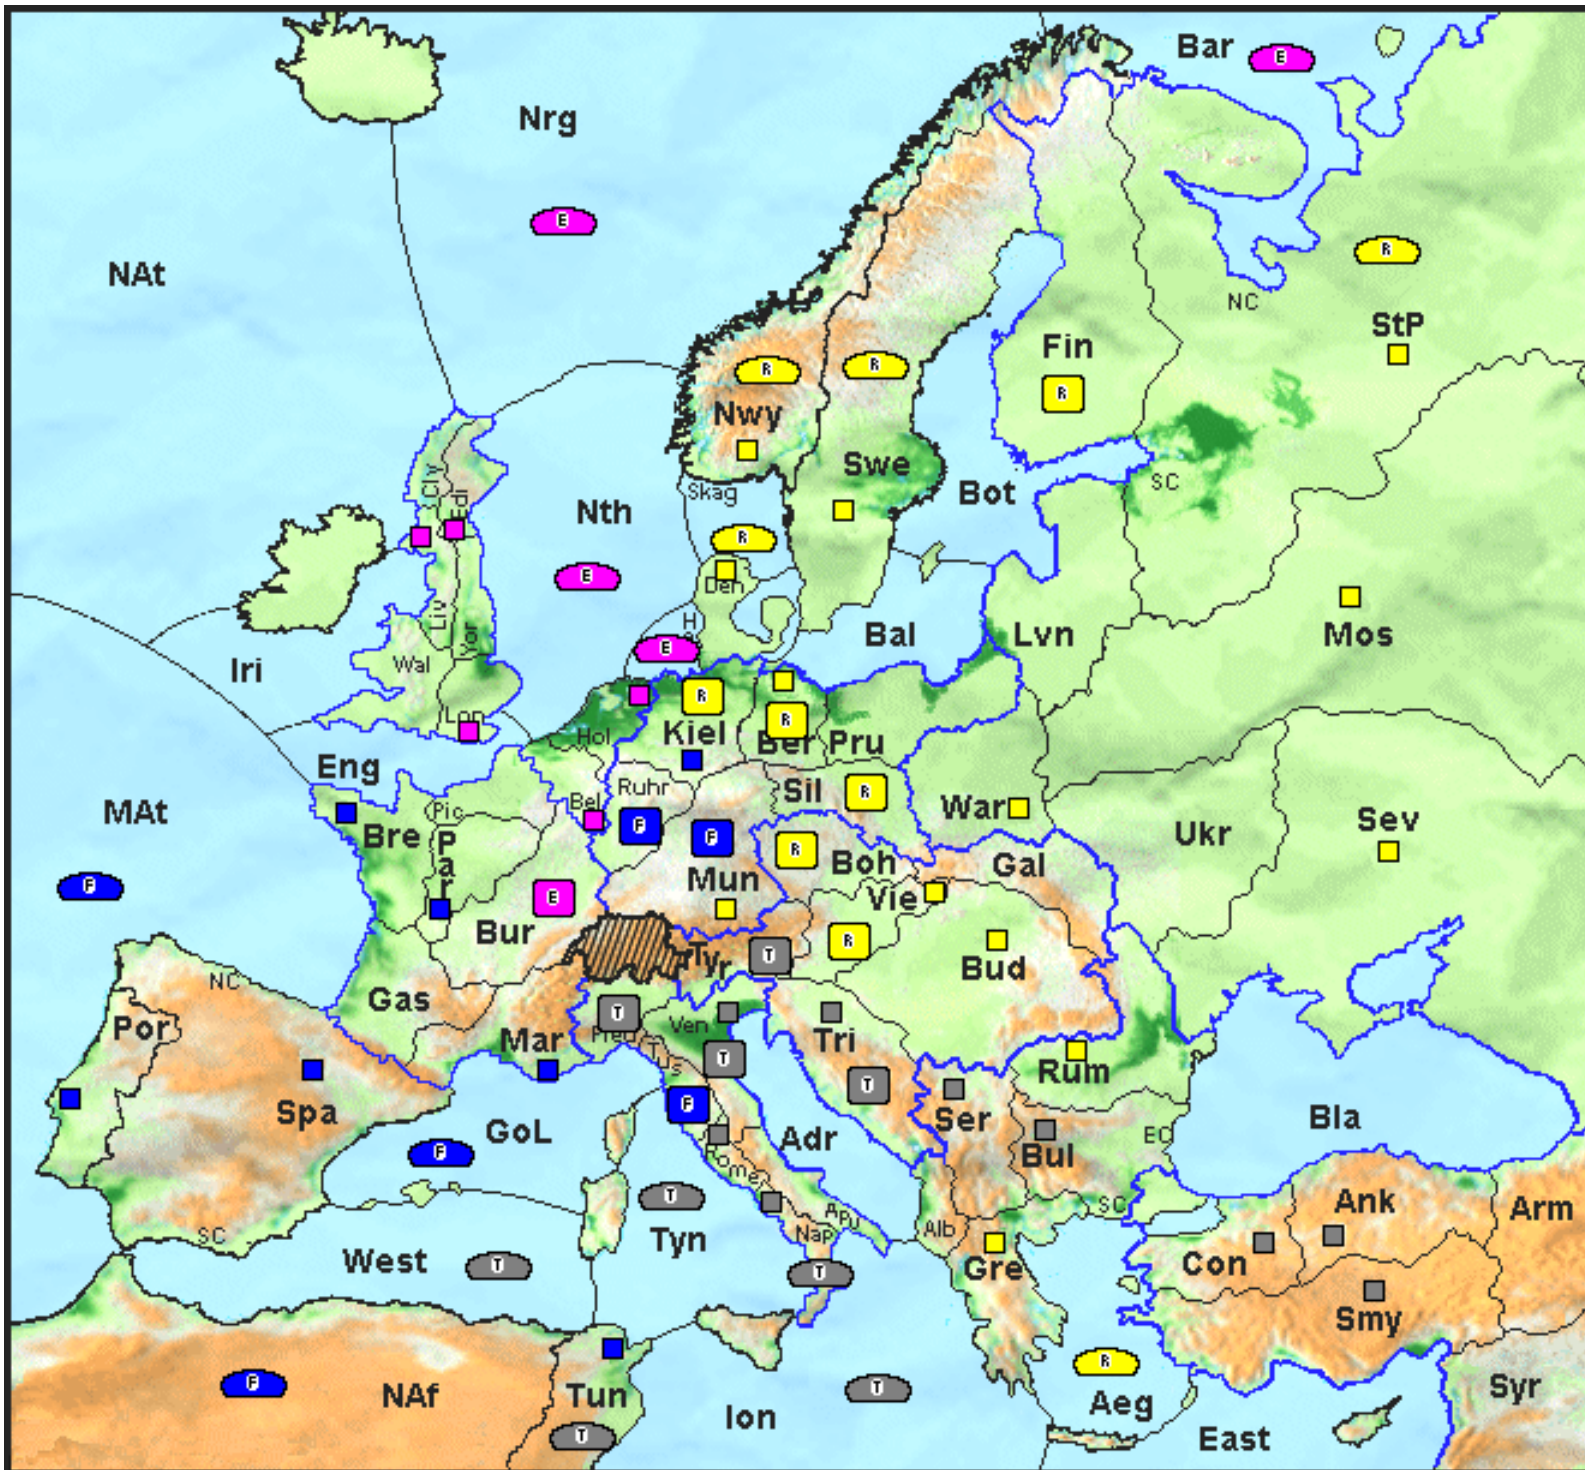 Bar
E
Nrg
E
R
NAt
NC
StP
Fin
R
R
R
Nwy
Swe
Cly
Edl
Skag
Bot
SC
Nth
R
E
Den
H
Liv
Yor
Bal
Lvn
Mos
Iri
Wal
E
R
Lon
Hol
Kiel
R
Ber
Pru
Eng
Ruhr
Sil
R
War
Bel
MAt
Pic
Bre
Par
F
F
R
Boh
Gal
Ukr
Sev
F
E
Mun
Vie
Bur
Tyr
T
R
Bud
NC
Gas
Por
T
Pied
Ven
Tri
Mar
Tus
T
T
Rum
Spa
GoL
F
Ser
Bla
F
Adr
Bul
EC
Rome
T
Apu
Nap
Alb
SC
Ank
Arm
SC
West
T
Tyn
T
Gre
Con
Smy
F
NAf
Tun
T
Ion
T
R
Aeg
East
Syr